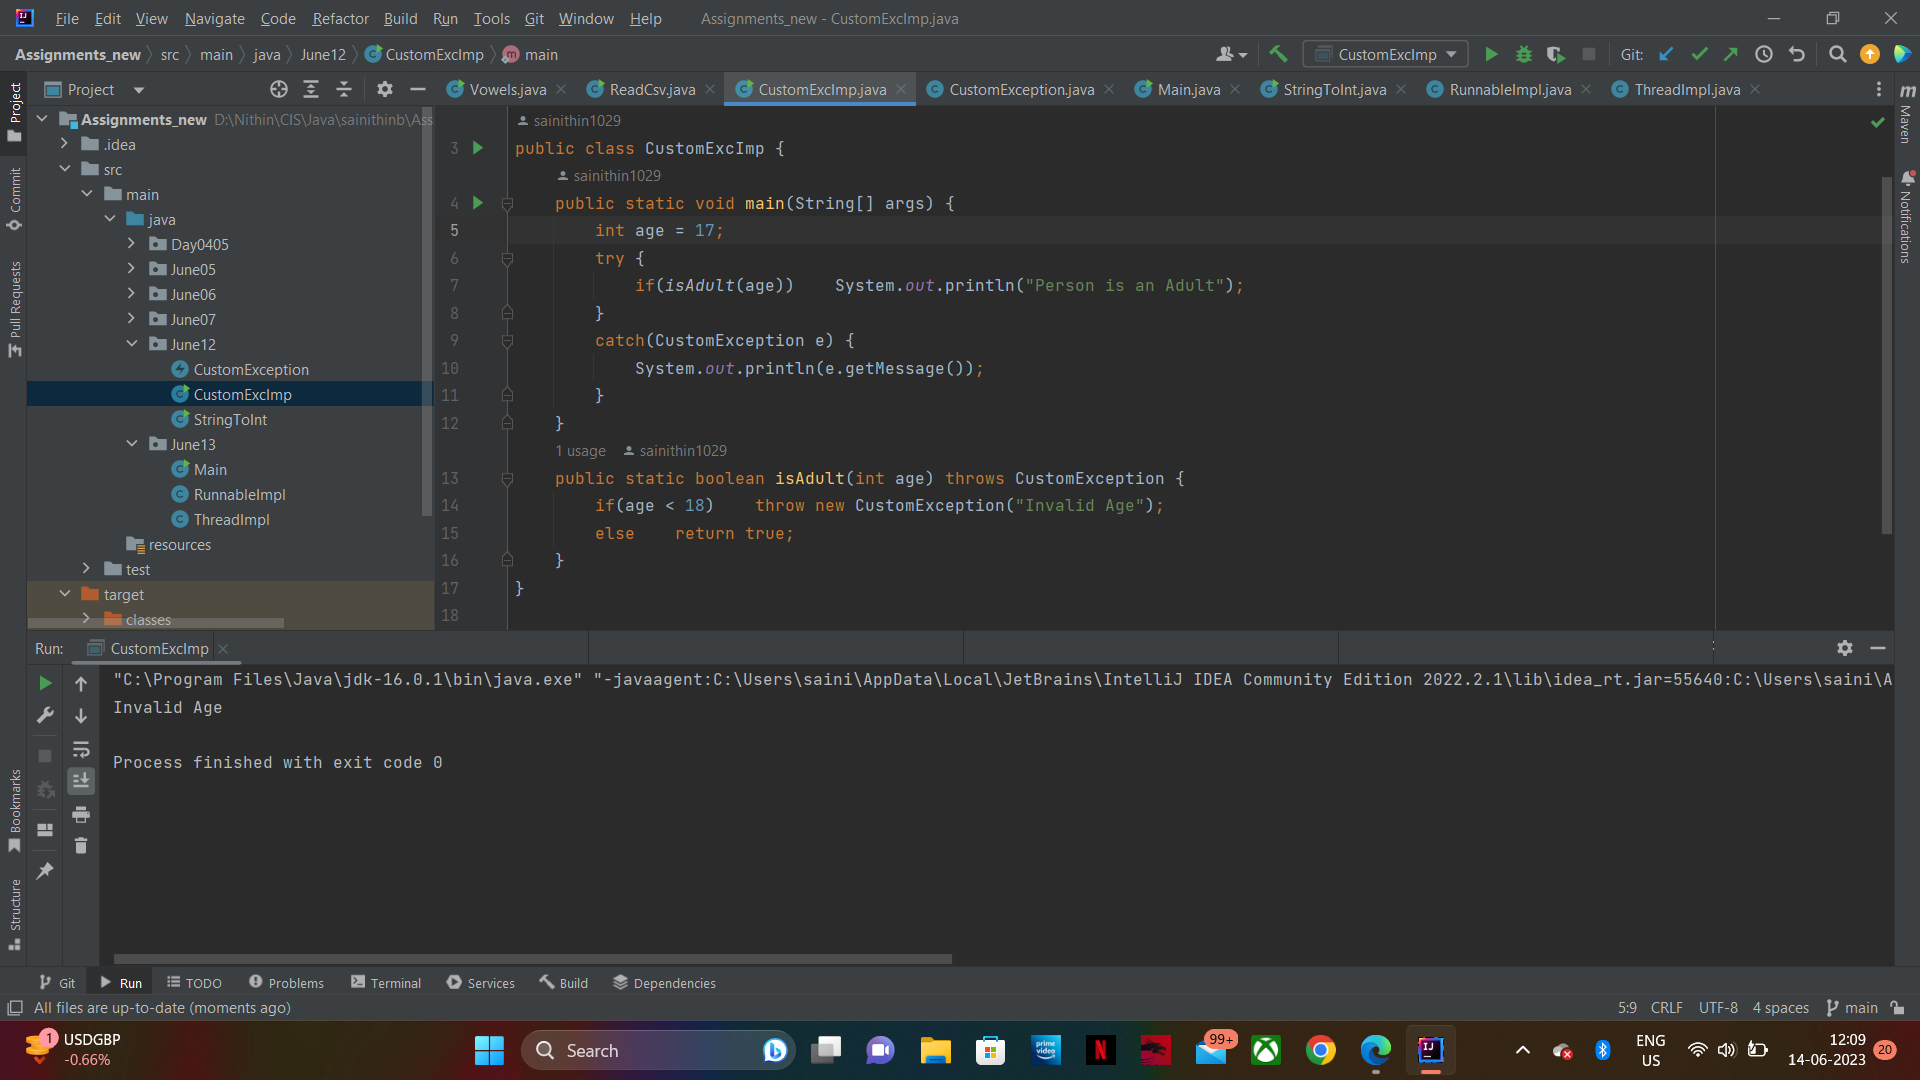 File Edit View Navigate Code Refactor Build Run Tools Git Window Help Assignments_new - CustomExcImp.java
Assignments_new src main java June12 CustomExcImp main CustomExcImp Git:
Project Vowels.java ReadCsv.java CustomExcImp.java CustomException.java Main.java StringToInt.java RunnableImpl.java ThreadImpl.java
Project
Commit
Pull Requests
Bookmarks
Structure
Assignments_new D:\Nithin\CIS\Java\sainithinb\Ass
.idea
src
main
java
Day0405
June05
June06
June07
June12
CustomException
CustomExcImp
StringToInt
June13
Main
RunnableImpl
ThreadImpl
resources
test
target
classes
sainithin1029
3 public class CustomExcImp {
sainithin1029
4 public static void main(String[] args) {
5 int age = 17;
6 try {
7 if(isAdult(age)) System.out.println("Person is an Adult");
8 }
9 catch(CustomException e) {
10 System.out.println(e.getMessage());
11 }
12 }
1 usage sainithin1029
13 public static boolean isAdult(int age) throws CustomException {
14 if(age < 18) throw new CustomException("Invalid Age");
15 else return true;
16 }
17 }
18
Maven
Notifications
Run: CustomExcImp
"C:\Program Files\Java\jdk-16.0.1\bin\java.exe" "-javaagent:C:\Users\saini\AppData\Local\JetBrains\IntelliJ IDEA Community Edition 2022.2.1\lib\idea_rt.jar=55640:C:\Users\saini\A
Invalid Age
Process finished with exit code 0
Git Run TODO Problems Terminal Services Build Dependencies
All files are up-to-date (moments ago) 5:9 CRLF UTF-8 4 spaces main
1 USDGBP
-0.66%
Search
prime video
N
99+
IJ
ENG
US
12:09
14-06-2023
20